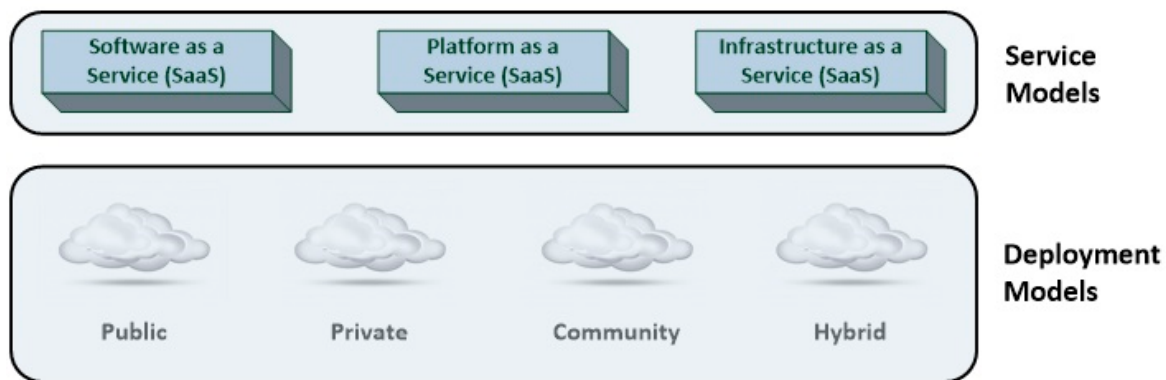 Software as a
Service (SaaS)
Platform as a
Service (SaaS)
Infrastructure as a
Service (SaaS)
Service
Models
Public
Private
Community
Hybrid
Deployment
Models